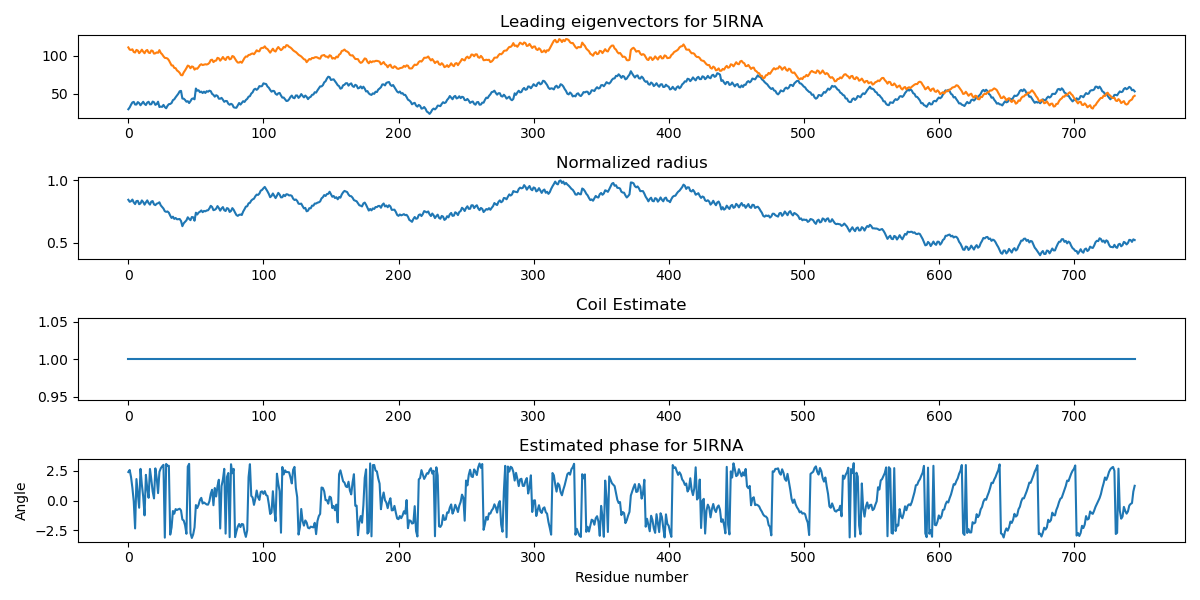 Leading eigenvectors for 5IRNA
100
50
0 100 200 300 400 500 600 700
Normalized radius
1.0
0.5
0 100 200 300 400 500 600 700
Coil Estimate
1.05
1.00
0.95
0 100 200 300 400 500 600 700
Estimated phase for 5IRNA
Angle
2.5
0.0
−2.5
0 100 200 300 400 500 600 700
Residue number